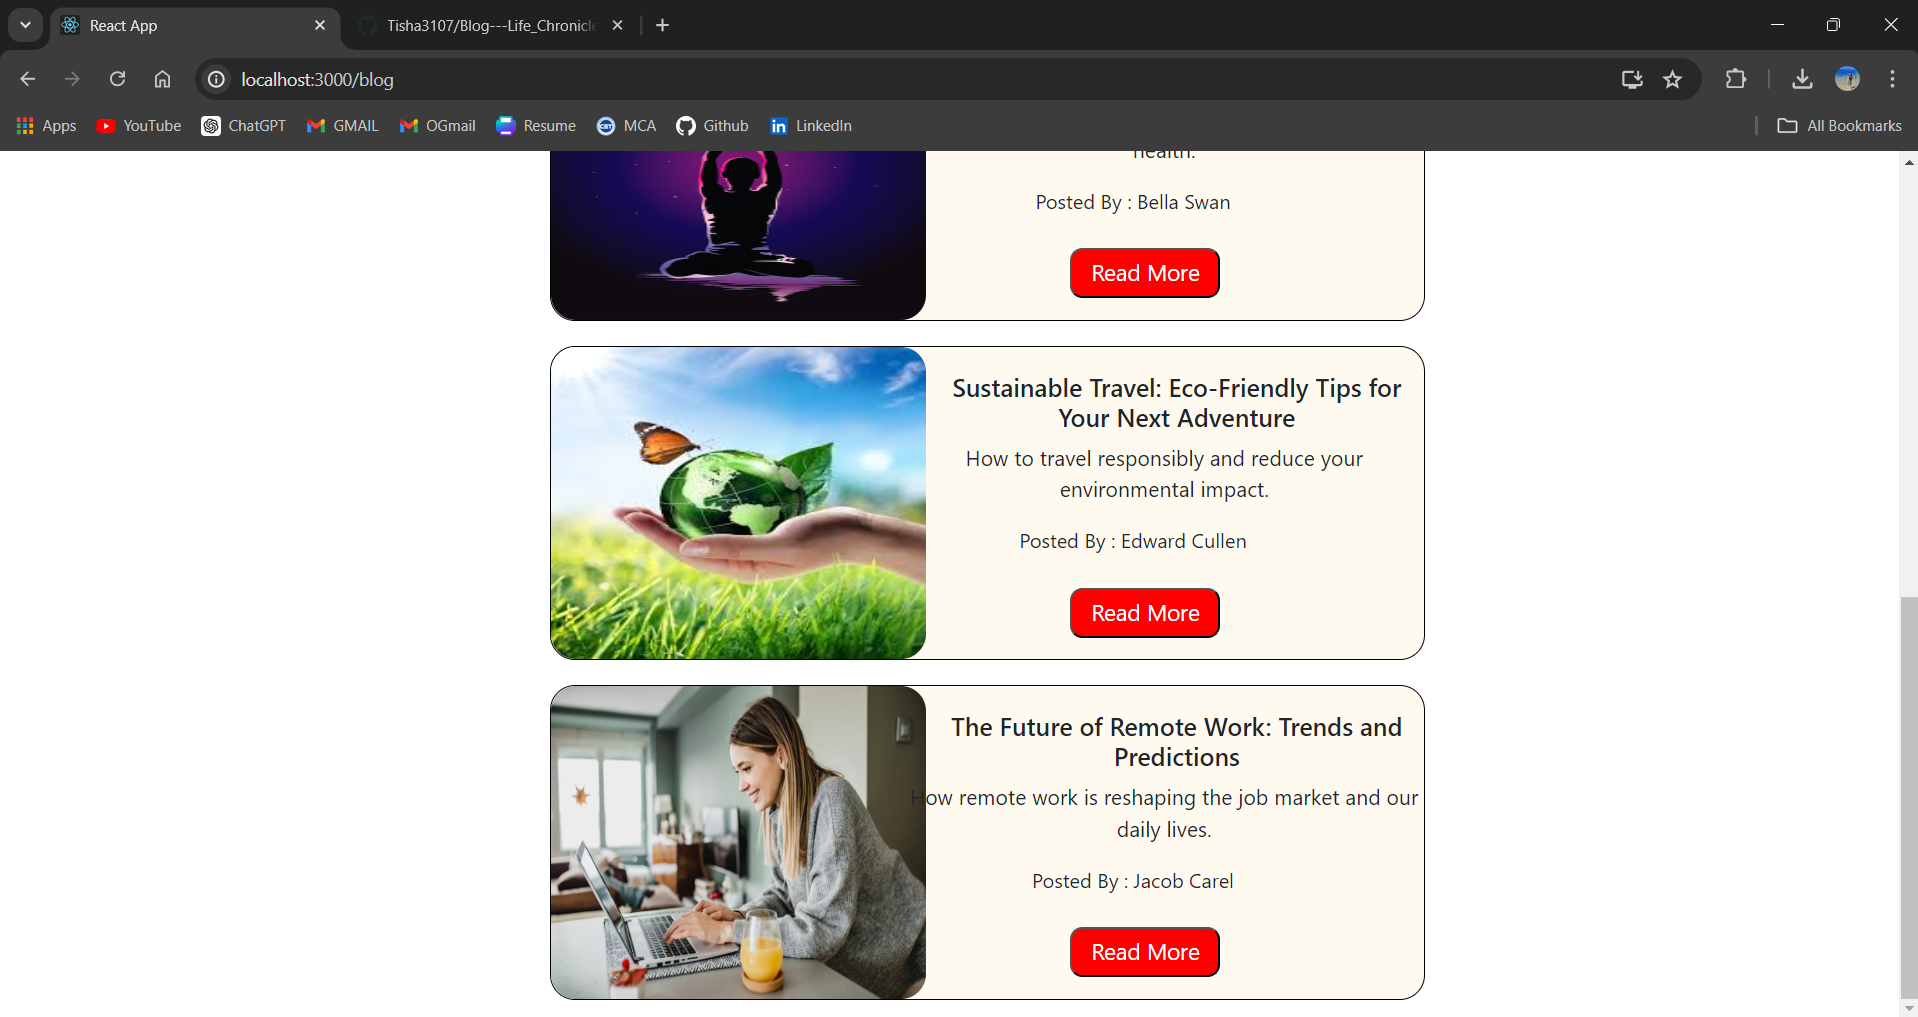 React App
Tisha3107/Blog---Life_Chronicle
localhost:3000/blog
Apps
YouTube
ChatGPT
GMAIL
OGmail
Resume
MCA
Github
LinkedIn
All Bookmarks
health.
Posted By : Bella Swan
Read More
Sustainable Travel: Eco-Friendly Tips for
Your Next Adventure
How to travel responsibly and reduce your
environmental impact.
Posted By : Edward Cullen
Read More
The Future of Remote Work: Trends and
Predictions
How remote work is reshaping the job market and our
daily lives.
Posted By : Jacob Carel
Read More